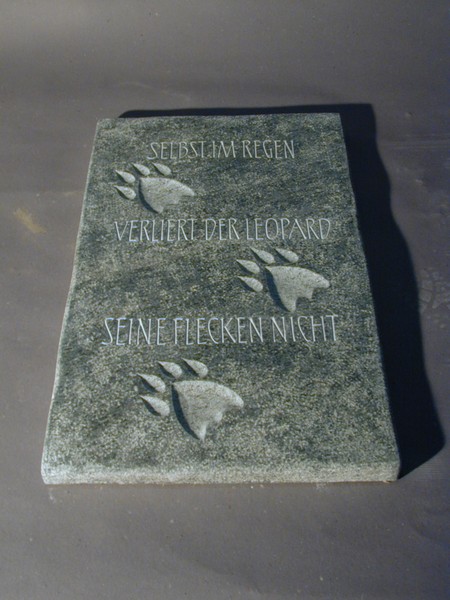 SELBST IM REGEN
VERLIERT DER LEOPARD
SEINE FLECKEN NICHT